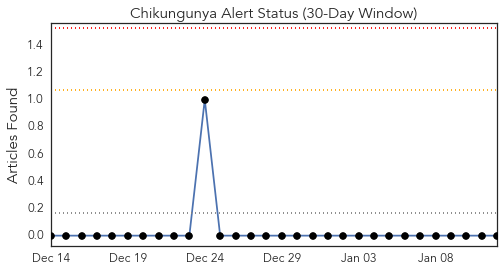 Chikungunya Alert Status (30-Day Window)
Articles Found
1.4
1.2
1.0
0.8
0.6
0.4
0.2
0.0
Dec 14 Dec 19 Dec 24 Dec 29 Jan 03 Jan 08